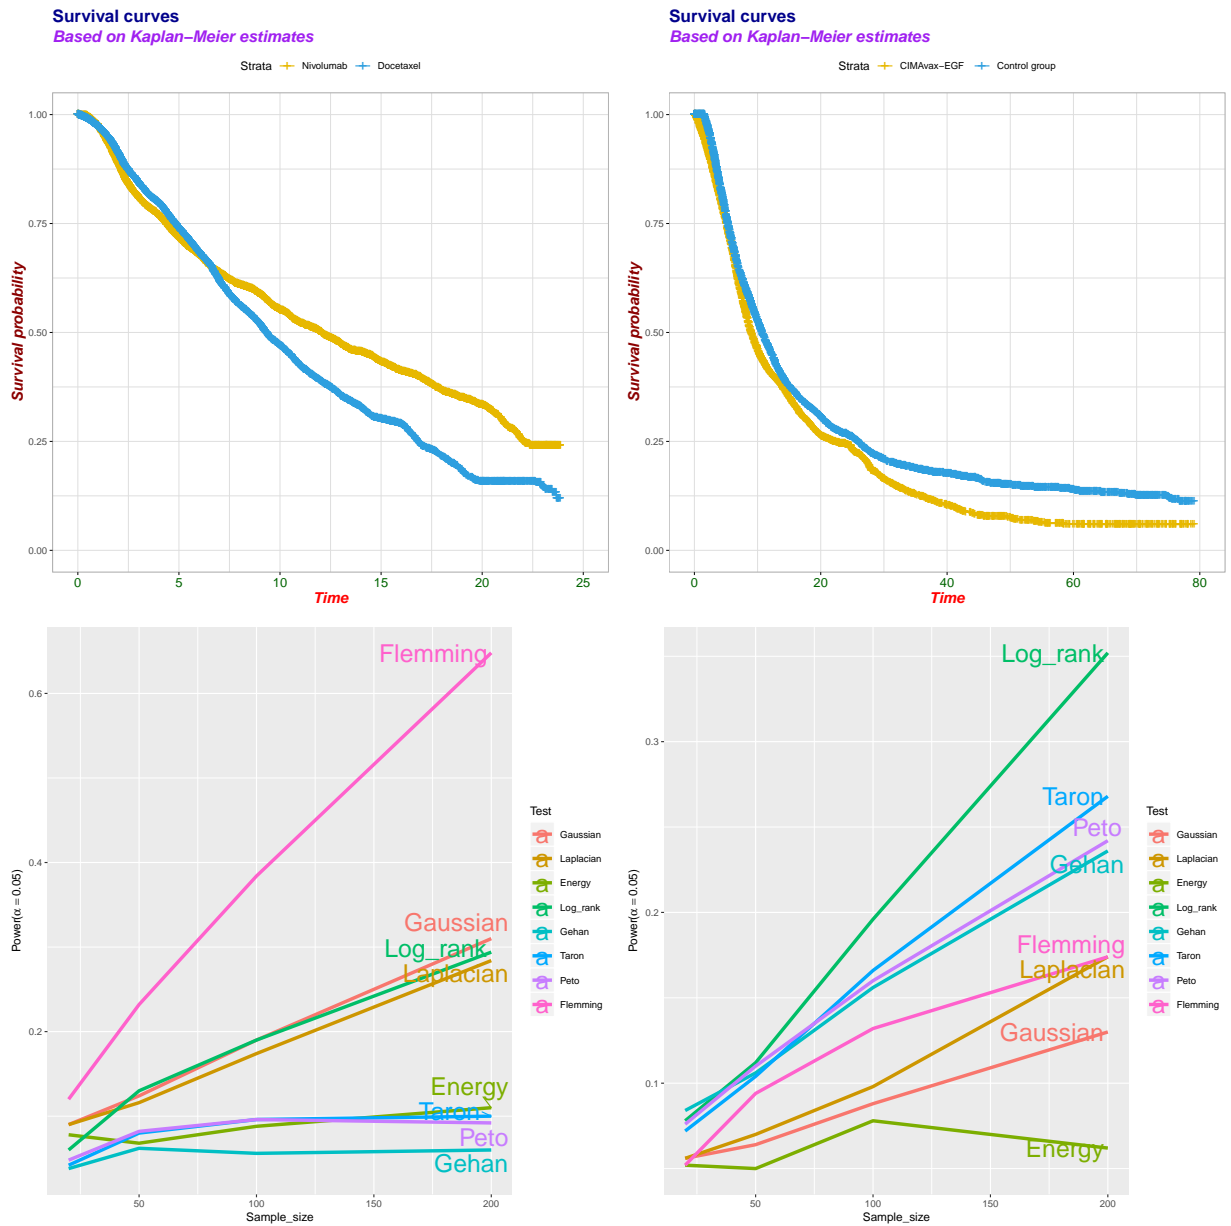 Survival curves
Based on Kaplan–Meier estimates
Strata Nivolumab Docetaxel
1.00
0.75
0.50
0.25
0.00
Survival probability
0 5 10 15 20 25
Time
Survival curves
Based on Kaplan–Meier estimates
Strata CIMAvax–EGF Control group
1.00
0.75
0.50
0.25
0.00
Survival probability
0 20 40 60 80
Time
Flemming
Gaussian
Log_rank
Laplacian
Energy
Taron
Peto
Gehan
0.6
0.4
0.2
Power(α = 0.05)
50 100 150 200
Sample_size
Test
a Gaussian
a Laplacian
a Energy
a Log_rank
a Gehan
a Taron
a Peto
a Flemming
Log_rank
Taron
Peto
Gehan
Flemming
Laplacian
Gaussian
Energy
0.3
0.2
0.1
Power(α = 0.05)
50 100 150 200
Sample_size
Test
a Gaussian
a Laplacian
a Energy
a Log_rank
a Gehan
a Taron
a Peto
a Flemming